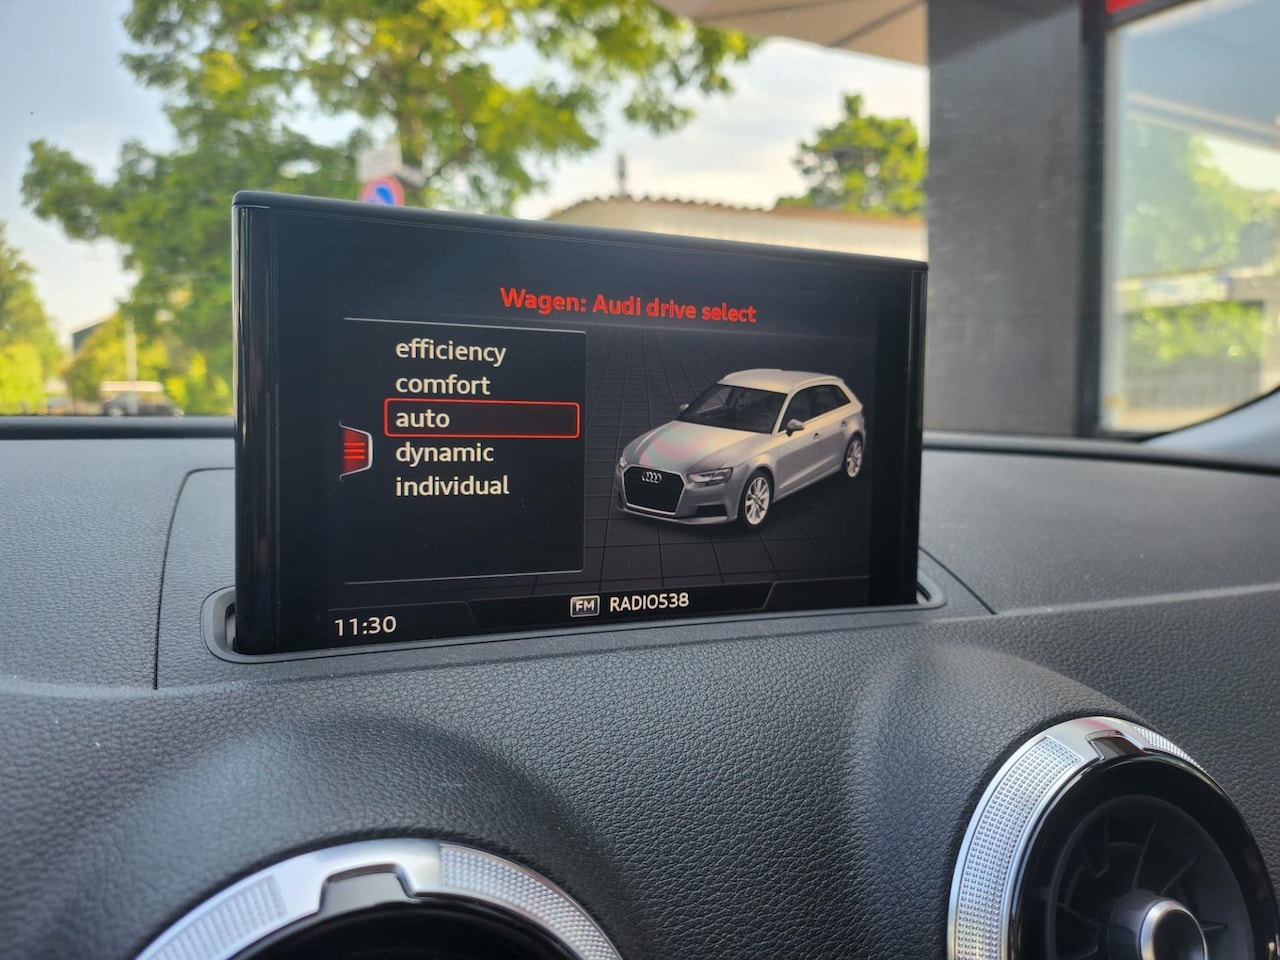 Wagen: Audi drive select
efficiency
comfort
auto
dynamic
individual
11:30
FM RADIO538